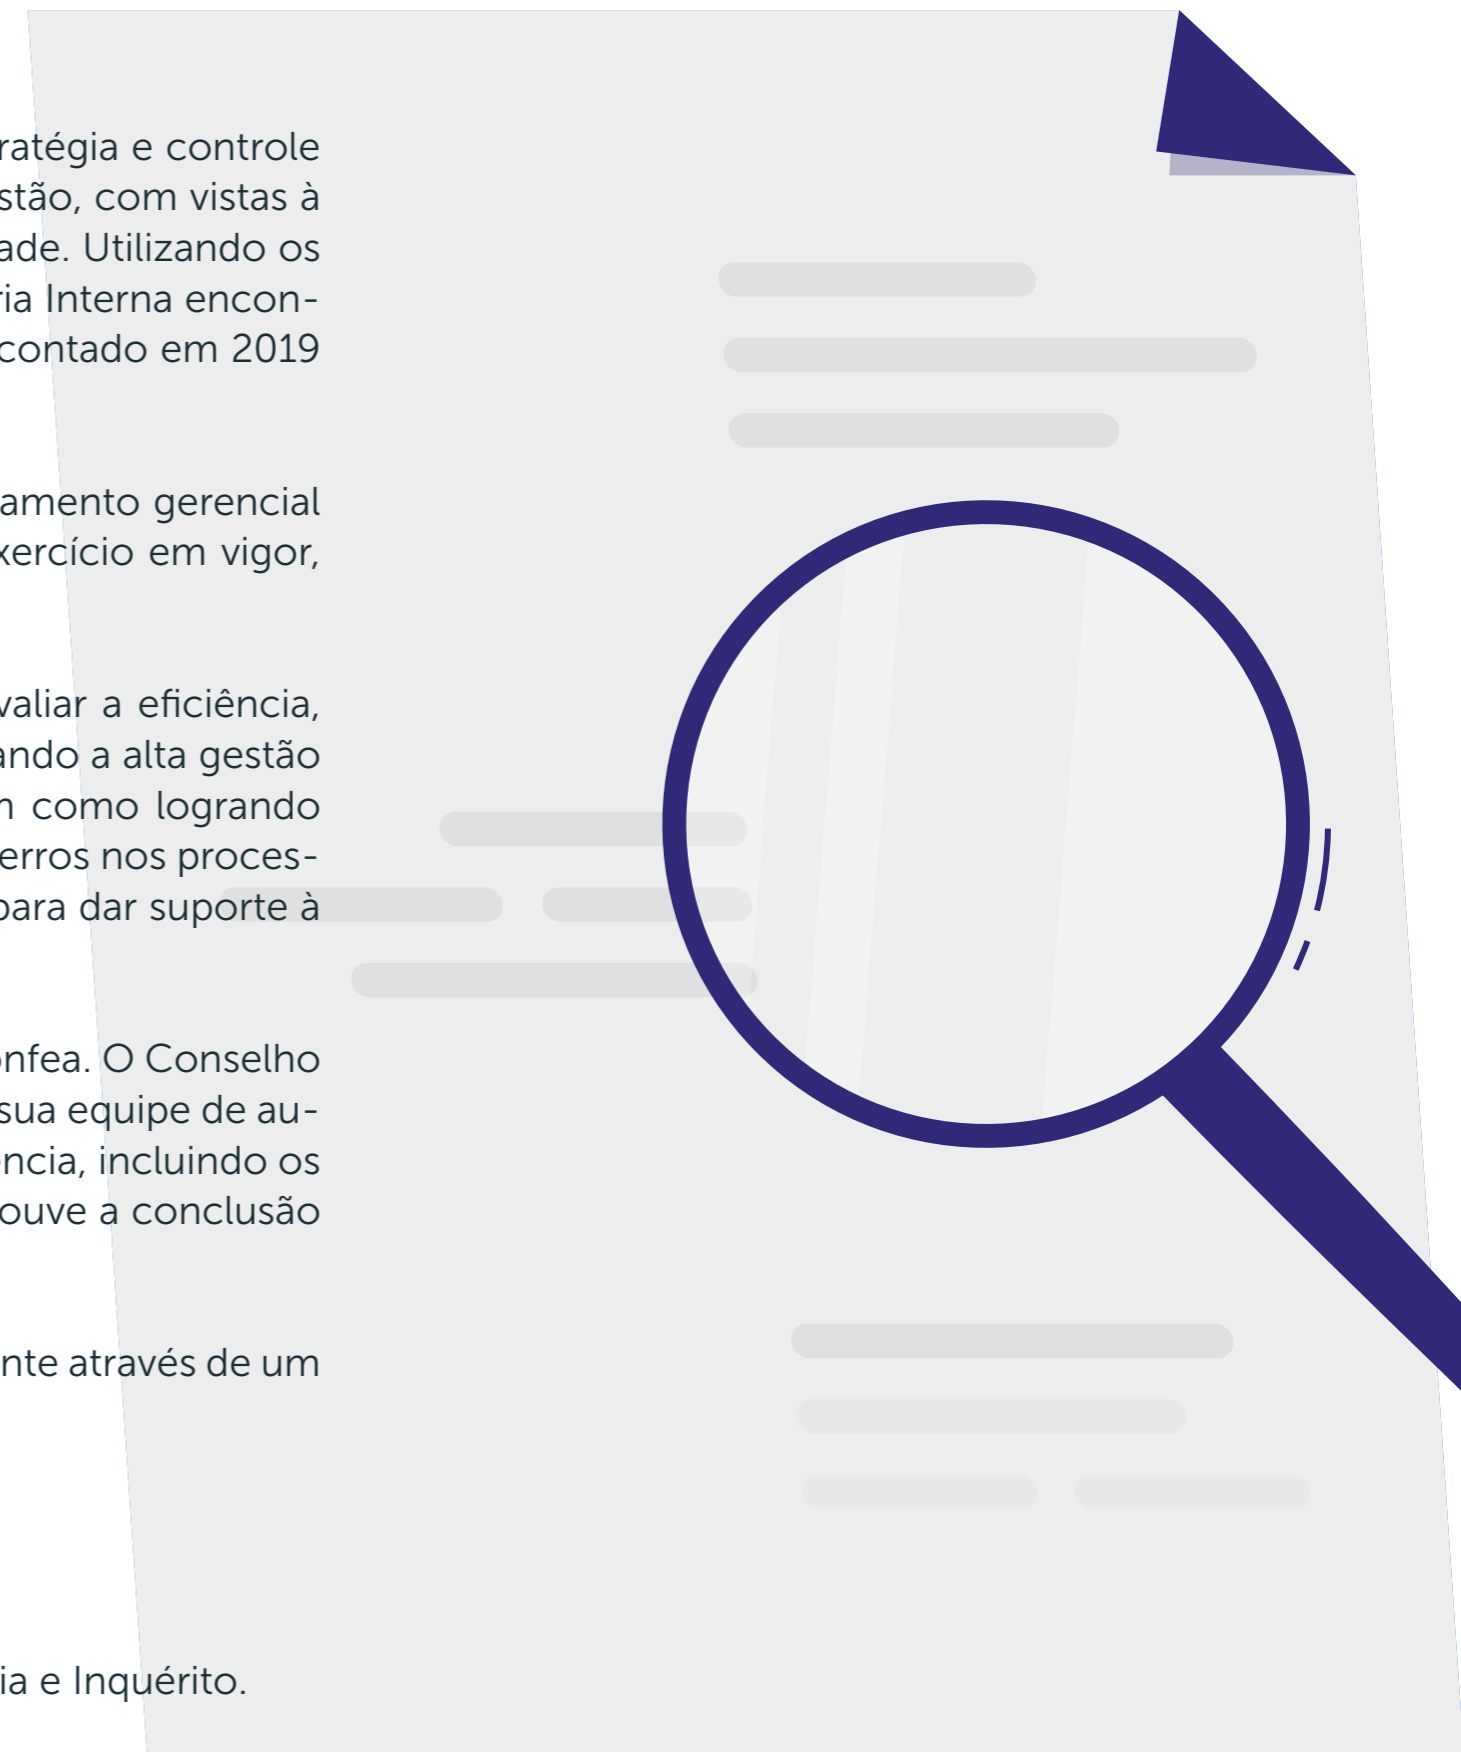 ratégia e controle
stão, com vistas à
ade. Utilizando os
ria Interna encon-
contado em 2019
amento gerencial
xercício em vigor,
valiar a eficiência,
ando a alta gestão
como logrando
erros nos proces-
para dar suporte à
onfea. O Conselho
sua equipe de au-
ência, incluindo os
ouve a conclusão
nte através de um
ia e Inquérito.